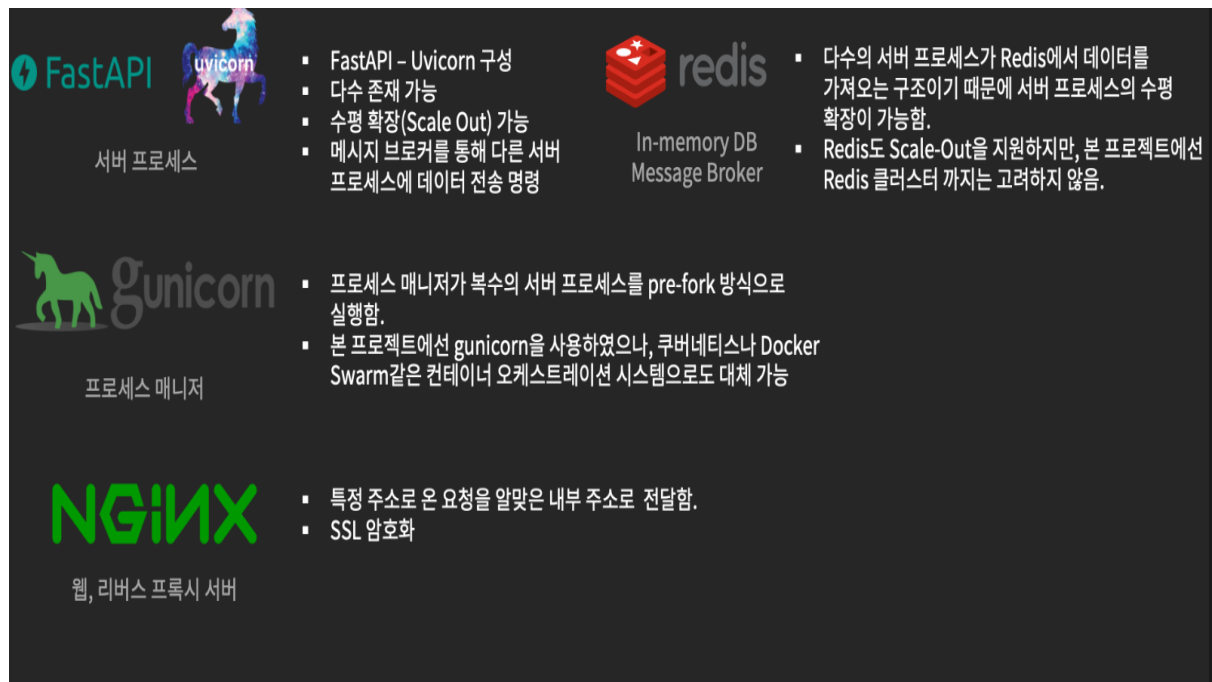 FastAPI
uvicorn
서버 프로세스
▪ FastAPI – Uvicorn 구성
▪ 다수 존재 가능
▪ 수평 확장(Scale Out) 가능
▪ 메시지 브로커를 통해 다른 서버
프로세스에 데이터 전송 명령
redis
In-memory DB
Message Broker
▪ 다수의 서버 프로세스가 Redis에서 데이터를
가져오는 구조이기 때문에 서버 프로세스의 수평
확장이 가능함.
▪ Redis도 Scale-Out을 지원하지만, 본 프로젝트에선
Redis 클러스터 까지는 고려하지 않음.
gunicorn
프로세스 매니저
▪ 프로세스 매니저가 복수의 서버 프로세스를 pre-fork 방식으로
실행함.
▪ 본 프로젝트에선 gunicorn을 사용하였으나, 쿠버네티스나 Docker
Swarm같은 컨테이너 오케스트레이션 시스템으로도 대체 가능
NGINX
웹, 리버스 프록시 서버
▪ 특정 주소로 온 요청을 알맞은 내부 주소로 전달함.
▪ SSL 암호화